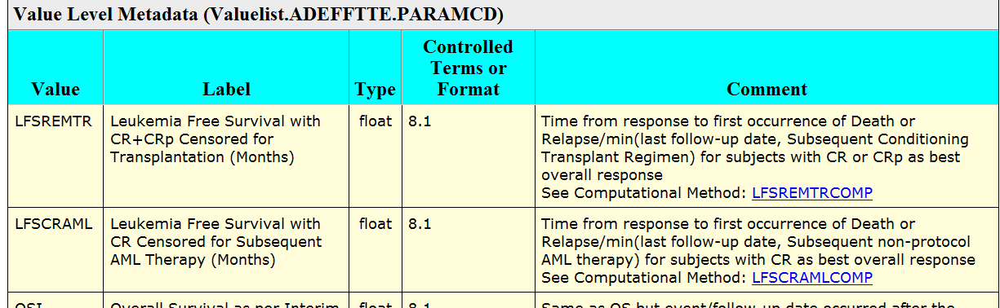 Value Level Metadata (Valuelist.ADEFFTTE.PARAMCD)
Value
Label
Type
Controlled
Terms or
Format
Comment
LFSREMTR
Leukemia Free Survival with
CR+CRp Censored for
Transplantation (Months)
float
8.1
Time from response to first occurrence of Death or
Relapse/min(last follow-up date, Subsequent Conditioning
Transplant Regimen) for subjects with CR or CRp as best
overall response
See Computational Method: LFSREMTRCOMP
LFSCRAML
Leukemia Free Survival with
CR Censored for Subsequent
AML Therapy (Months)
float
8.1
Time from response to first occurrence of Death or
Relapse/min(last follow-up date, Subsequent non-protocol
AML therapy) for subjects with CR as best overall response
See Computational Method: LFSCRAMLCOMP
OSI
Overall Survival as per Interim
float
8.1
Same as OS but event/follow-up date occurred after the